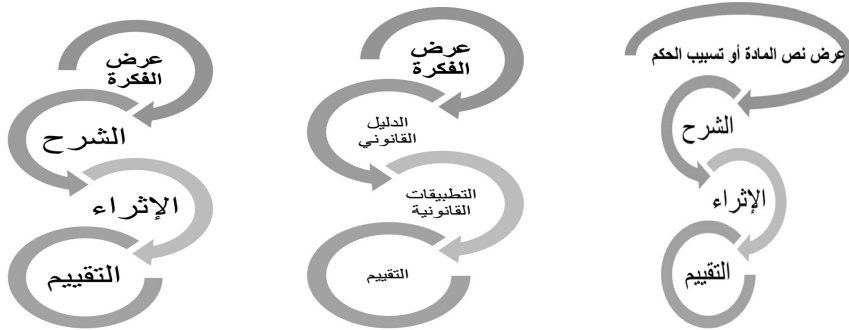 عرض نص المادة أو تسبيب الحكم
الشرح
الإثراء
التقييم
عرض
الفكرة
الدليل
القانوني
التطبيقات
القانونية
التقييم
عرض
الفكرة
الشرح
الإثراء
التقييم